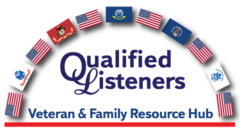 Qualified
Listeners
Veteran & Family Resource Hub